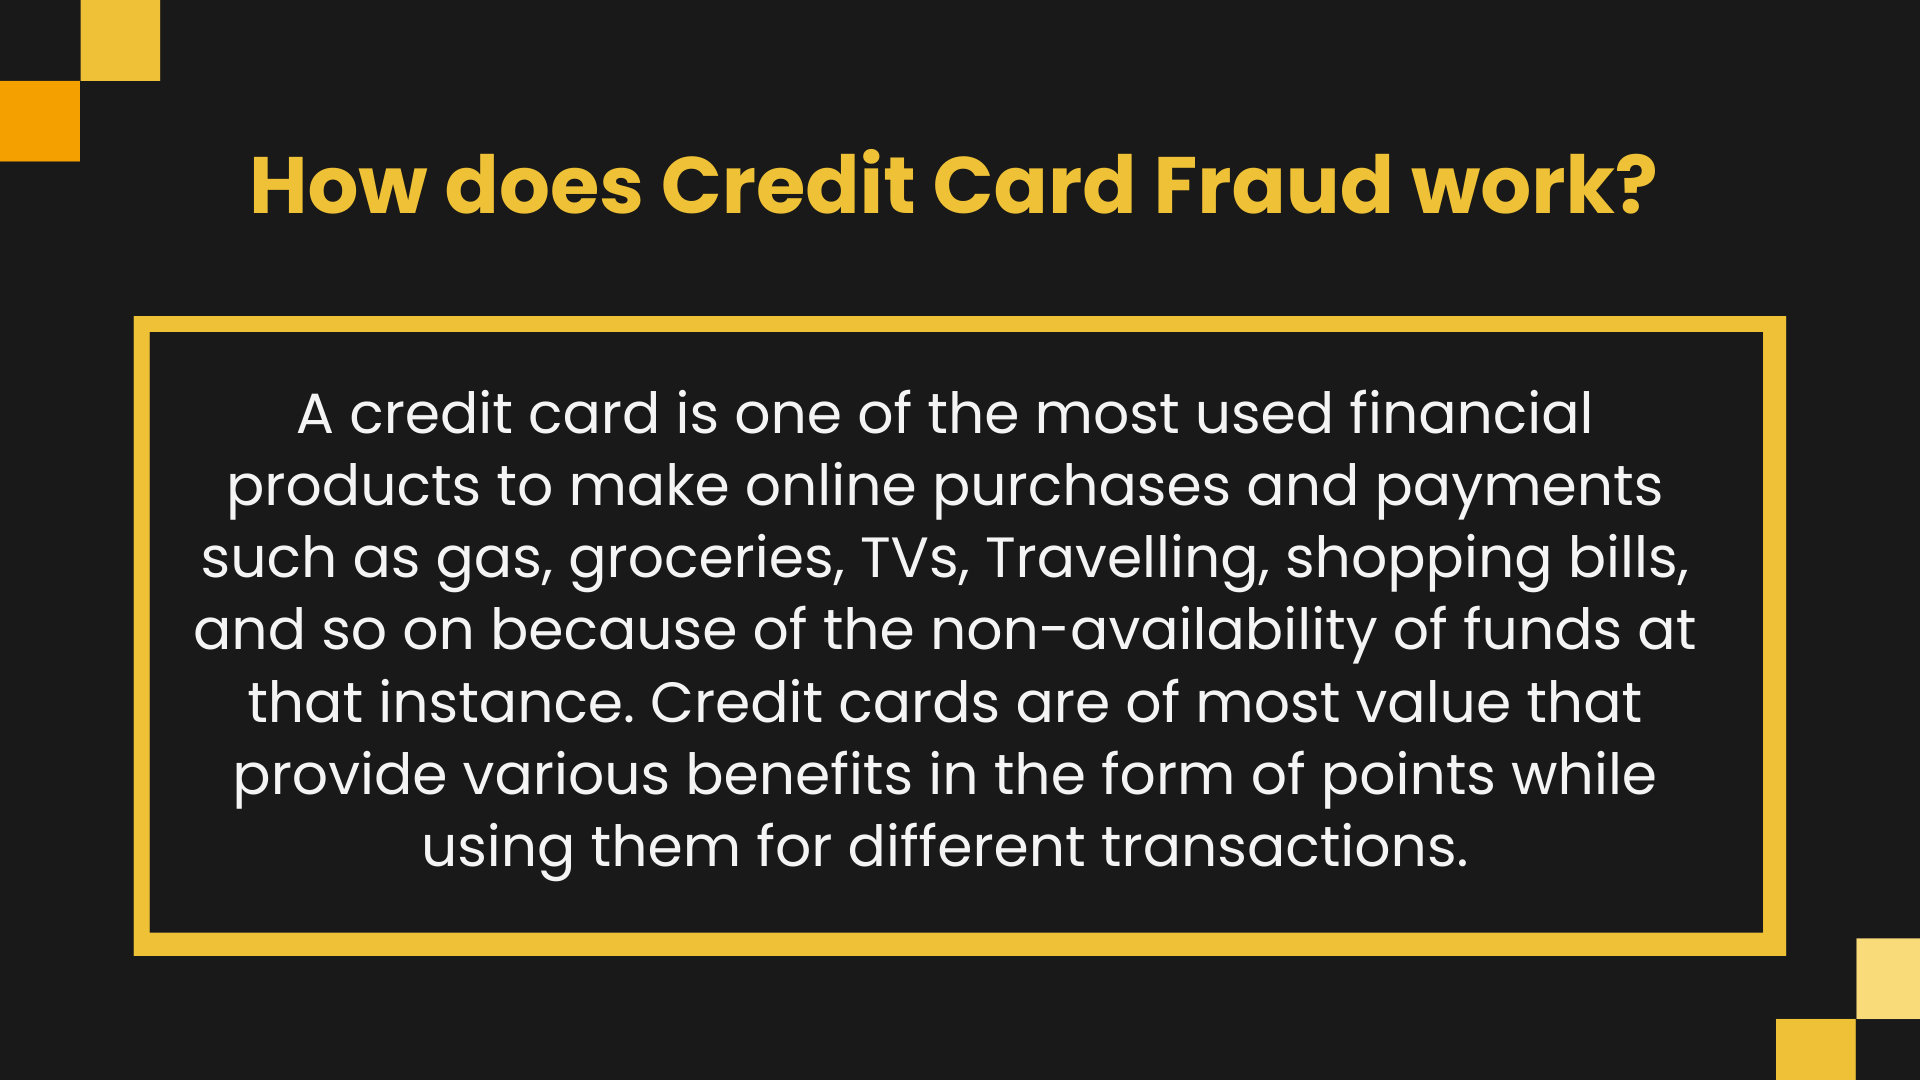 How does Credit Card Fraud work?
A credit card is one of the most used financial
products to make online purchases and payments
such as gas, groceries, TVs, Travelling, shopping bills,
and so on because of the non-availability of funds at
that instance. Credit cards are of most value that
provide various benefits in the form of points while
using them for different transactions.